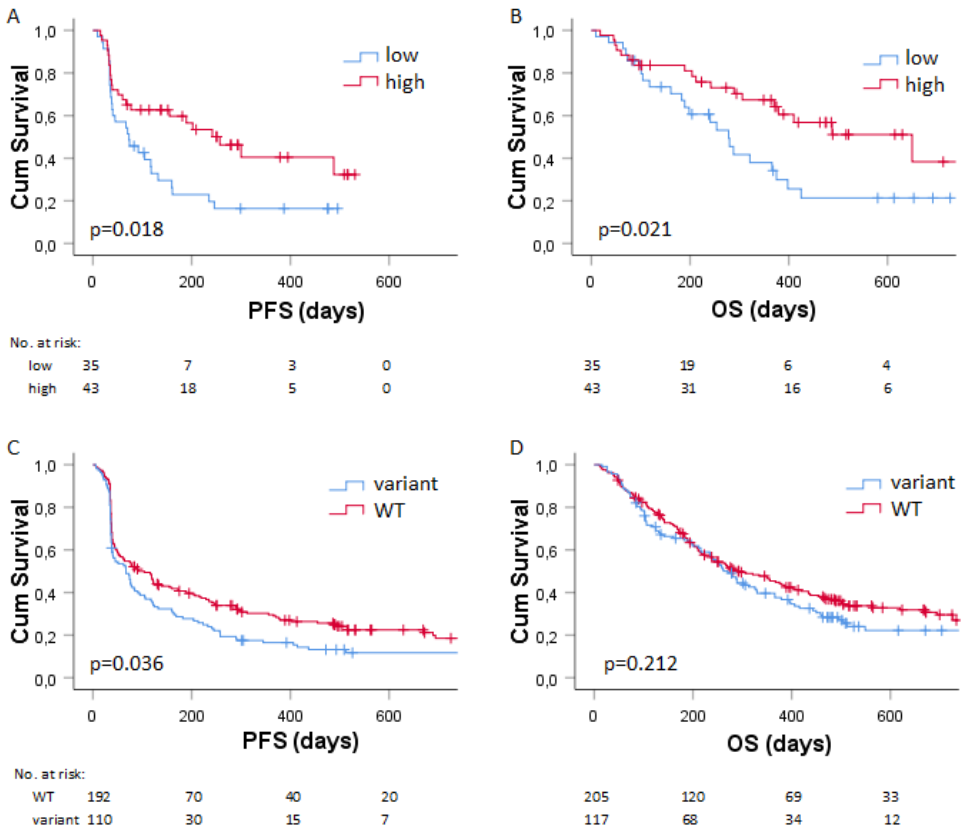 A
B
1,0
low
high
0,8
0,6
0,4
0,2
0,0
Cum Survival
p=0.018
0 200 400 600
PFS (days)
1,0
low
high
0,8
0,6
0,4
0,2
0,0
Cum Survival
p=0.021
0 200 400 600
OS (days)
No. at risk:
low 35 7 3 0 35 19 6 4
high 43 18 5 0 43 31 16 6
C
D
1,0
variant
WT
0,8
0,6
0,4
0,2
0,0
Cum Survival
p=0.036
0 200 400 600
PFS (days)
1,0
variant
WT
0,8
0,6
0,4
0,2
0,0
Cum Survival
p=0.212
0 200 400 600
OS (days)
No. at risk:
WT 192 70 40 20 205 120 69 33
variant 110 30 15 7 117 68 34 12